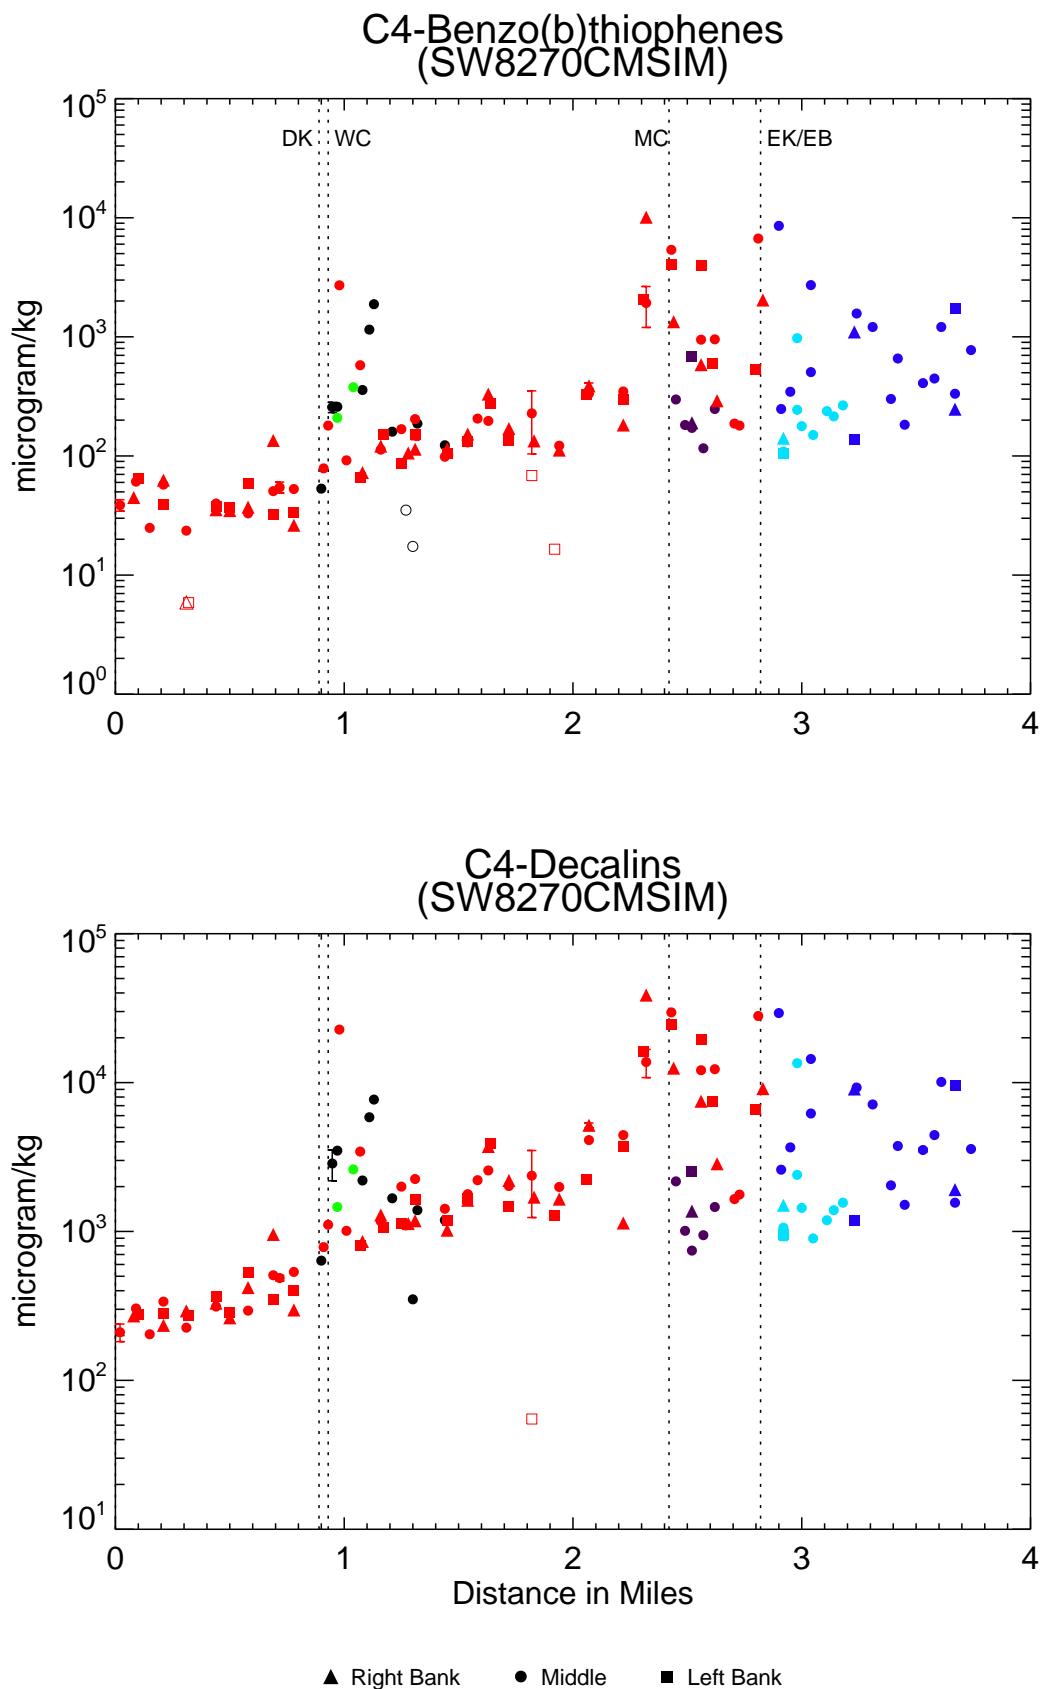 C4-Benzo(b)thiophenes
(SW8270CMSIM)
10^5
DK WC MC EK/EB
10^4
10^3
microgram/kg
10^2
10^1
10^0
0 1 2 3 4
C4-Decalins
(SW8270CMSIM)
10^5
10^4
microgram/kg
10^3
10^2
10^1
0 1 2 3 4
Distance in Miles
Right Bank Middle Left Bank